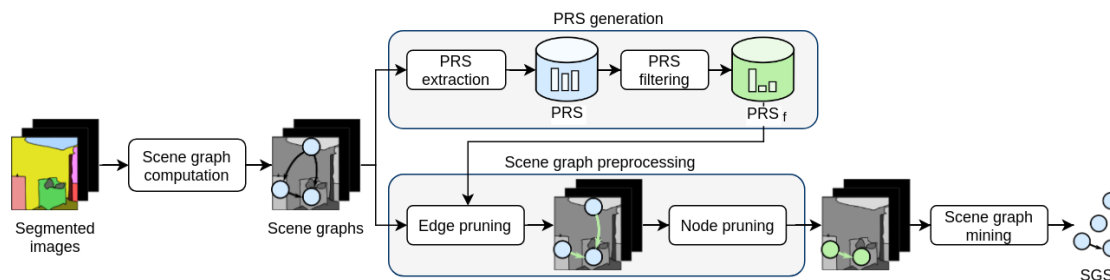 PRS generation
PRS
extraction
PRS
PRS
filtering
PRS f
Segmented
images
Scene graph
computation
Scene graphs
Scene graph preprocessing
Edge pruning
Node pruning
Scene graph
mining
SGS